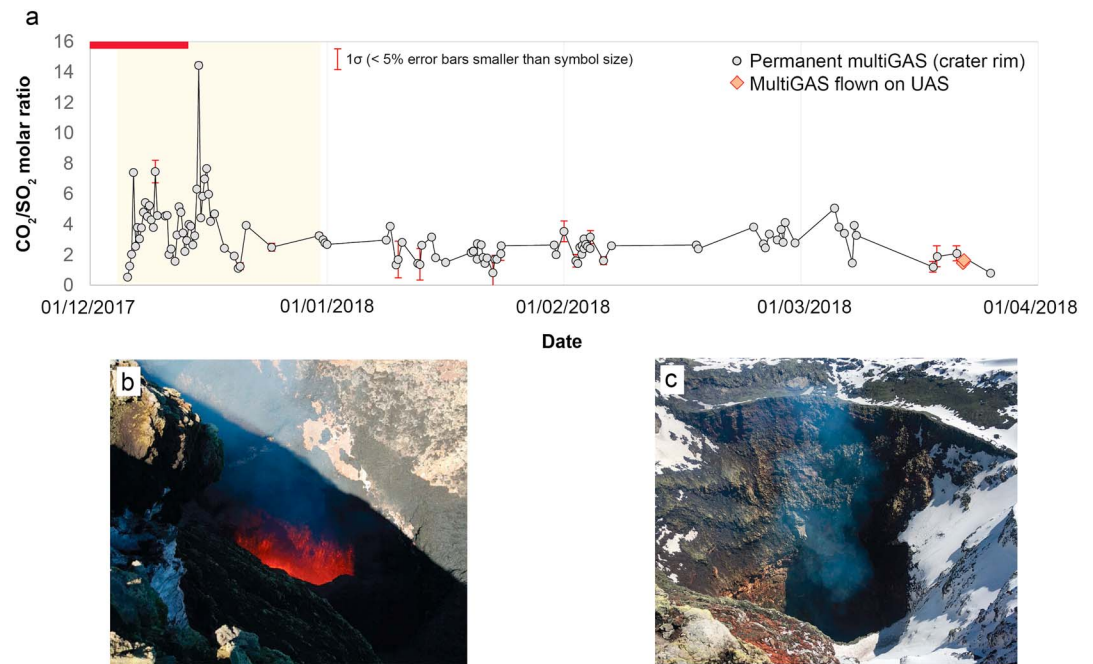 a
16
14
12
10
8
6
4
2
0
CO₂/SO₂ molar ratio
1σ (< 5% error bars smaller than symbol size)
Permanent multiGAS (crater rim)
MultiGAS flown on UAS
01/12/2017
01/01/2018
01/02/2018
01/03/2018
01/04/2018
Date
b
c